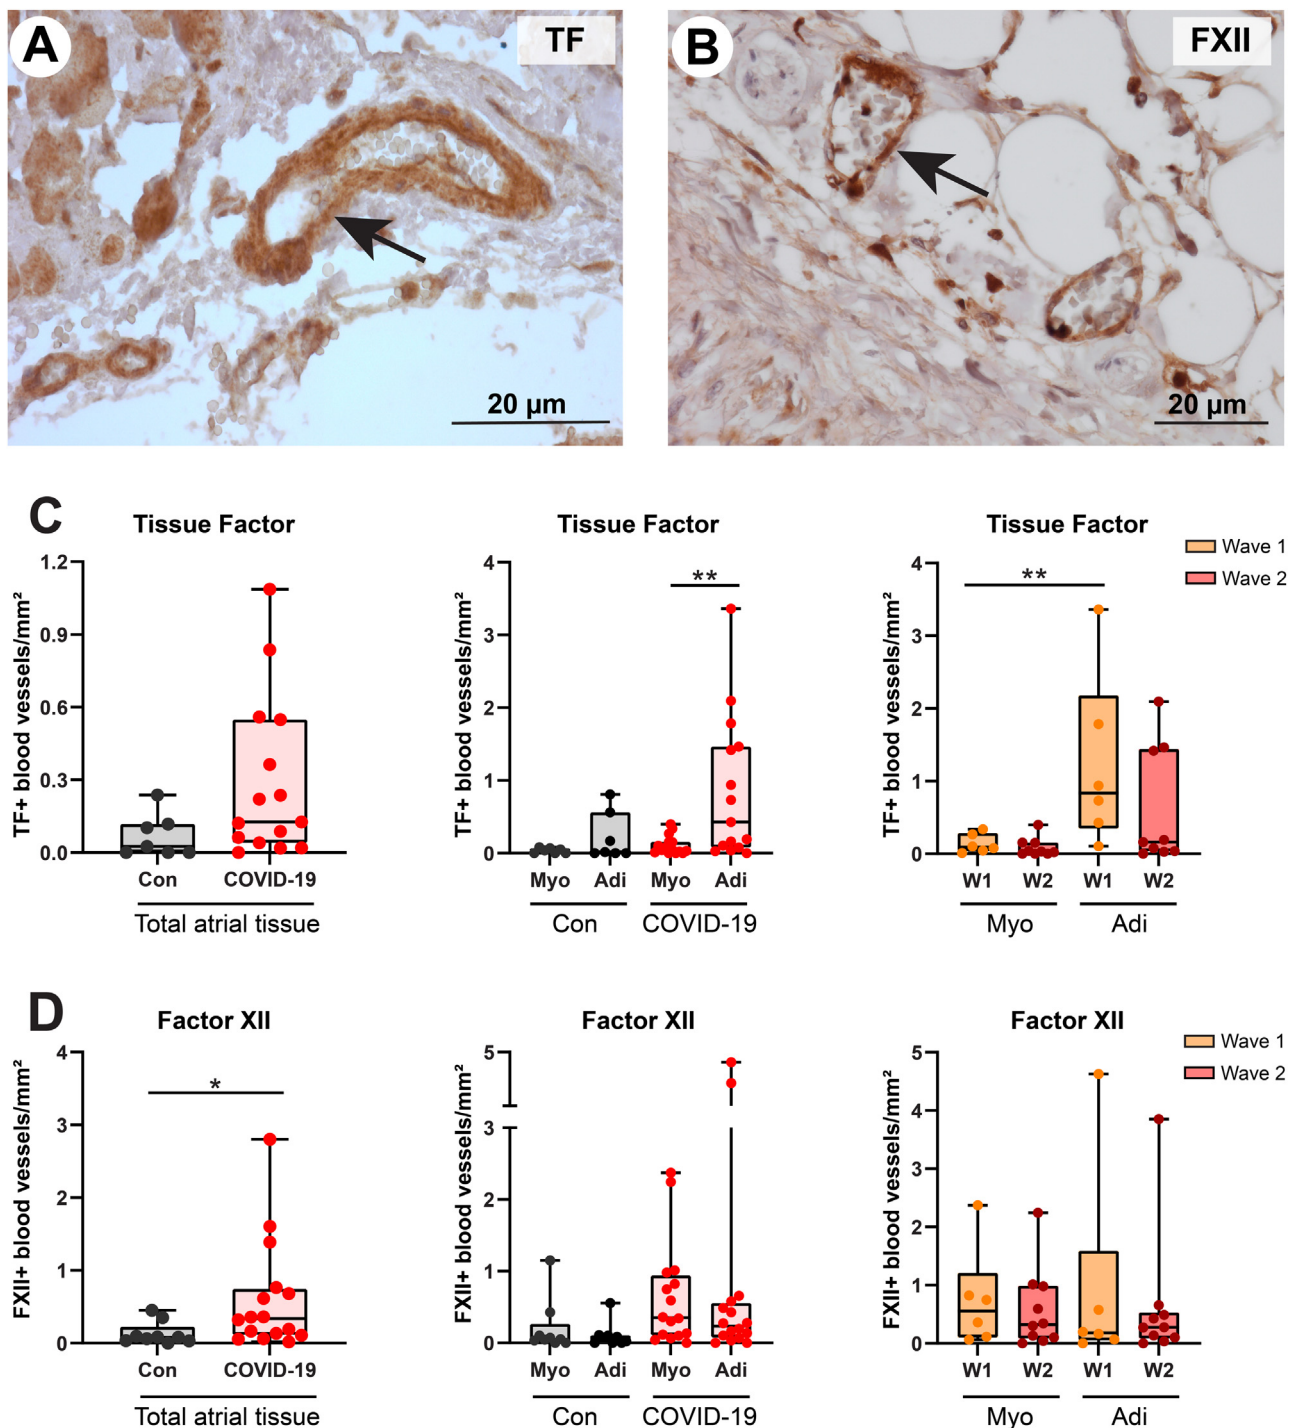 A
TF
20 µm
B
FXII
20 µm
C
Tissue Factor
TF+ blood vessels/mm²
1.2
0.9
0.6
0.3
0.0
Con
COVID-19
Total atrial tissue
Tissue Factor
TF+ blood vessels/mm²
4
3
2
1
0
**
Myo
Adi
Myo
Adi
Con
COVID-19
Tissue Factor
TF+ blood vessels/mm²
4
3
2
1
0
**
W1
W2
W1
W2
Myo
Adi
Wave 1
Wave 2
D
Factor XII
FXII+ blood vessels/mm²
4
3
2
1
0
*
Con
COVID-19
Total atrial tissue
Factor XII
FXII+ blood vessels/mm²
5
3
2
1
0
Myo
Adi
Myo
Adi
Con
COVID-19
Factor XII
FXII+ blood vessels/mm²
5
4
3
2
1
0
W1
W2
W1
W2
Myo
Adi
Wave 1
Wave 2